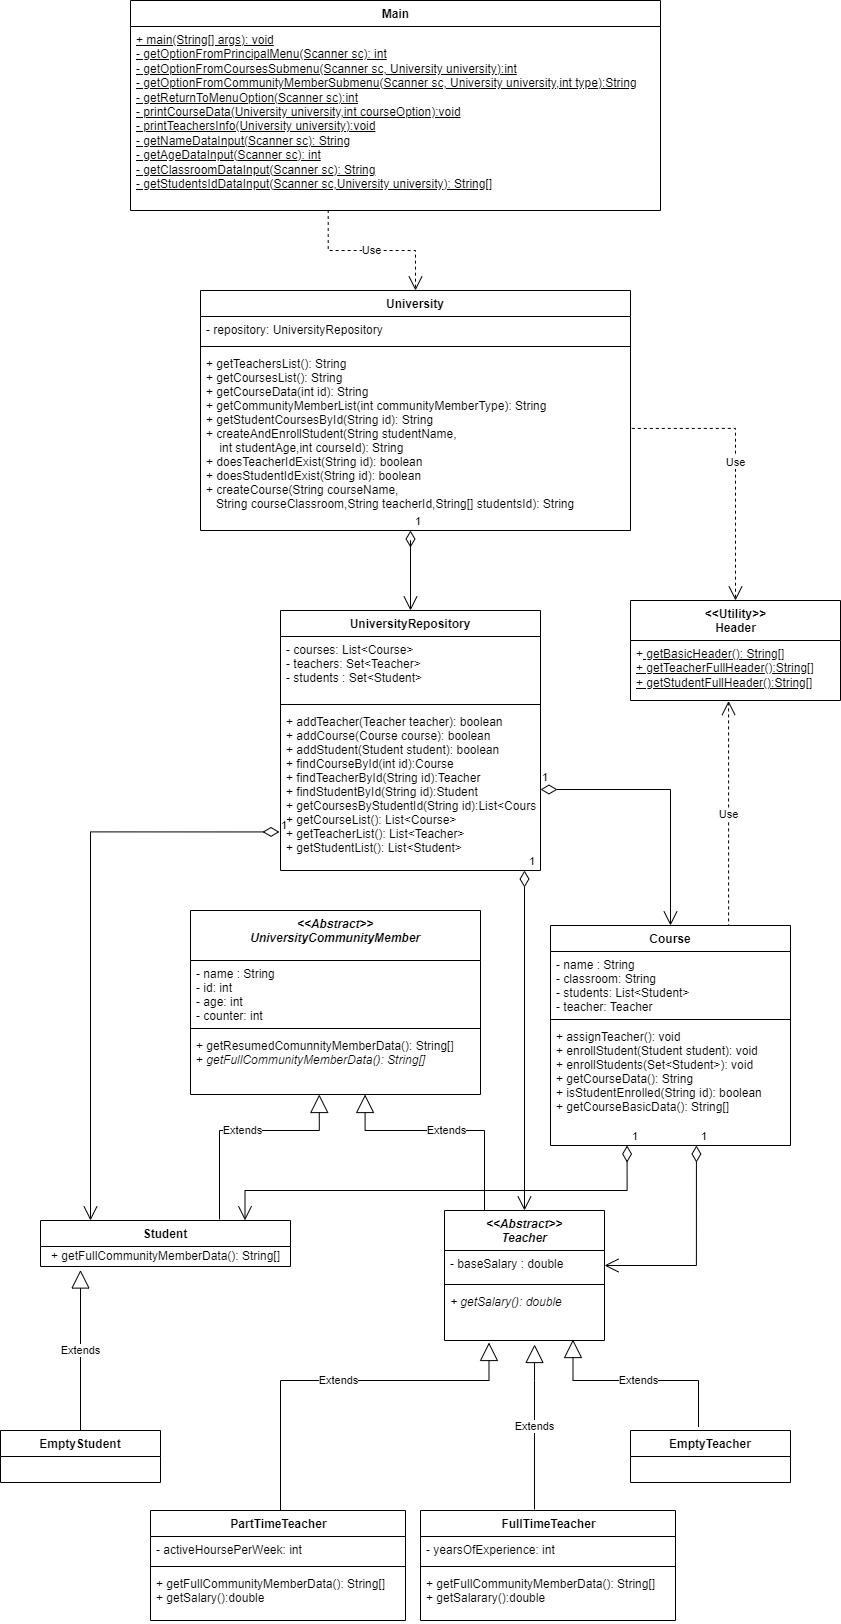 Main
+ main(String[] args): void
- getOptionFromPrincipalMenu(Scanner sc): int
- getOptionFromCoursesSubmenu(Scanner sc, University university):int
- getOptionFromCommunityMemberSubmenu(Scanner sc, University university,int type):String
- getReturnToMenuOption(Scanner sc):int
- printCourseData(University university,int courseOption):void
- printTeachersInfo(University university):void
- getNameDataInput(Scanner sc): String
- getAgeDataInput(Scanner sc): int
- getClassroomDataInput(Scanner sc): String
- getStudentsIdDataInput(Scanner sc,University university): String[]
Use
University
- repository: UniversityRepository
+ getTeachersList(): String
+ getCoursesList(): String
+ getCourseData(int id): String
+ getCommunityMemberList(int communityMemberType): String
+ getStudentCoursesById(String id): String
+ createAndEnrollStudent(String studentName,
int studentAge,int courseId): String
+ doesTeacherIdExist(String id): boolean
+ doesStudentIdExist(String id): boolean
+ createCourse(String courseName,
String courseClassroom,String teacherId,String[] studentsId): String
1
Use
UniversityRepository
- courses: List<Course>
- teachers: Set<Teacher>
- students : Set<Student>
+ addTeacher(Teacher teacher): boolean
+ addCourse(Course course): boolean
+ addStudent(Student student): boolean
+ findCourseById(int id):Course
+ findTeacherById(String id):Teacher
+ findStudentById(String id):Student
+ getCoursesByStudentId(String id):List<Cours
+ getCourseList(): List<Course>
+ getTeacherList(): List<Teacher>
+ getStudentList(): List<Student>
1
1
1
<<Utility>>
Header
+ getBasicHeader(): String[]
+ getTeacherFullHeader():String[]
+ getStudentFullHeader():String[]
Use
<<Abstract>>
UniversityCommunityMember
- name : String
- id: int
- age: int
- counter: int
+ getResumedComunnityMemberData(): String[]
+ getFullCommunityMemberData(): String[]
Course
- name : String
- classroom: String
- students: List<Student>
- teacher: Teacher
+ assignTeacher(): void
+ enrollStudent(Student student): void
+ enrollStudents(Set<Student>): void
+ getCourseData(): String
+ isStudentEnrolled(String id): boolean
+ getCourseBasicData(): String[]
1
1
Extends
Extends
Student
+ getFullCommunityMemberData(): String[]
<<Abstract>>
Teacher
- baseSalary : double
+ getSalary(): double
Extends
Extends
Extends
Extends
EmptyStudent
EmptyTeacher
PartTimeTeacher
- activeHoursePerWeek: int
+ getFullCommunityMemberData(): String[]
+ getSalary():double
FullTimeTeacher
- yearsOfExperience: int
+ getFullCommunityMemberData(): String[]
+ getSalarary():double